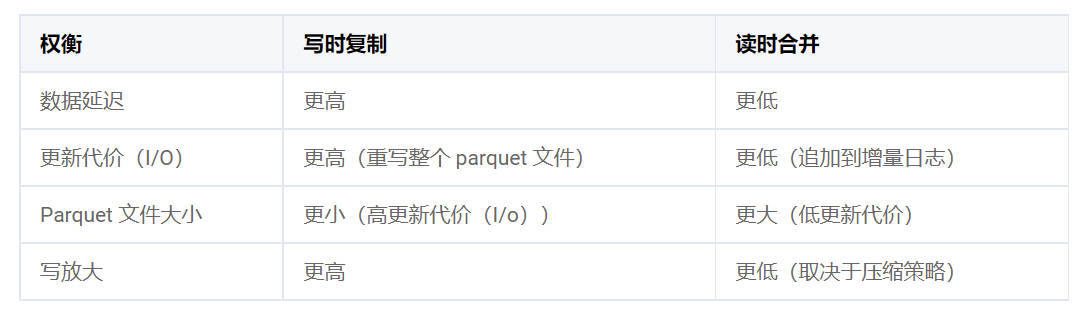 权衡 写时复制 读时合并
数据延迟 更高 更低
更新代价（I/O） 更高（重写整个 parquet 文件） 更低（追加到增量日志）
Parquet 文件大小 更小（高更新代价（I/o）） 更大（低更新代价）
写放大 更高 更低（取决于压缩策略）